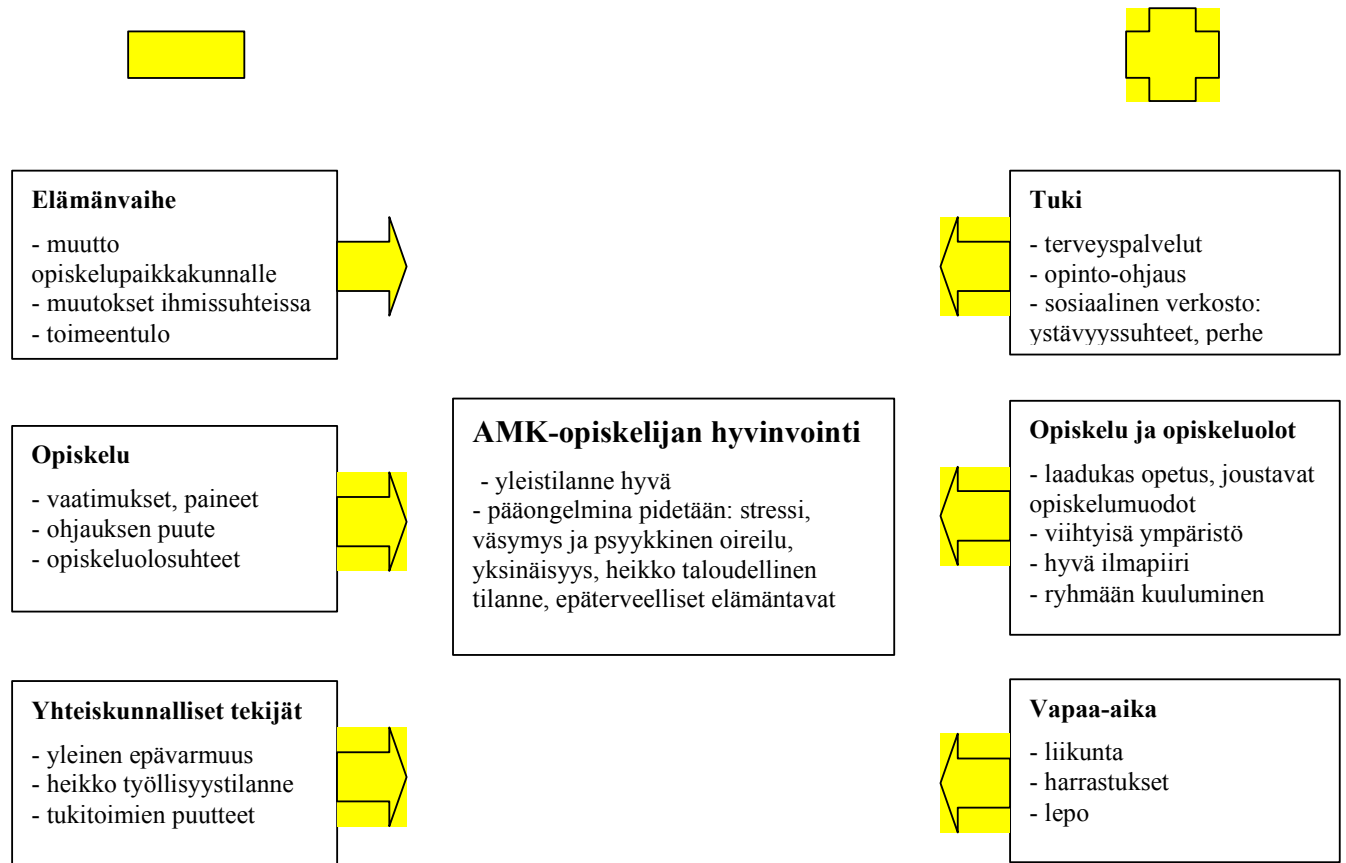 Elämänvaihe
- muutto
opiskelupaikkakunnalle
- muutokset ihmissuhteissa
- toimeentulo
Tuki
- terveyspalvelut
- opinto-ohjaus
- sosiaalinen verkosto:
ystävyyssuhteet, perhe
Opiskelu
- vaatimukset, paineet
- ohjauksen puute
- opiskeluolosuhteet
AMK-opiskelijan hyvinvointi
- yleistilanne hyvä
- pääongelmina pidetään: stressi,
väsymys ja psyykkinen oireilu,
yksinäisyys, heikko taloudellinen
tilanne, epäterveelliset elämäntavat
Opiskelu ja opiskeluolot
- laadukas opetus, joustavat
opiskelumuodot
- viihtyisä ympäristö
- hyvä ilmapiiri
- ryhmään kuuluminen
Yhteiskunnalliset tekijät
- yleinen epävarmuus
- heikko työllisyystilanne
- tukitoimien puutteet
Vapaa-aika
- liikunta
- harrastukset
- lepo